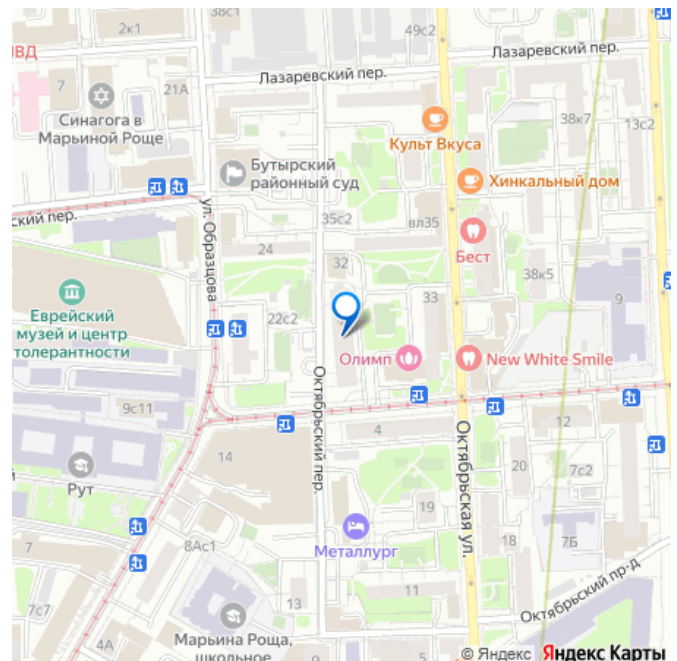 2к1
49с2
Лазаревский пер.
Лазаревский пер.
ВД
7
21А
Синагога в
Марьиной Роще
Культ Вкуса
38к7
13с2
Бутырский
районный суд
Хинкальный дом
ский пер.
ул. Образцова
35с2
вл35
Бест
24
32
38к5
9
Еврейский
музей и центр
толерантности
22с2
33
Олимп
New White Smile
Октябрьский пер.
9с11
4
12
Октябрьская ул.
14
20
7с2
Рут
19
Металлург
18
7Б
7
8Ас1
11
Октябрьский пр-д
7с7
13
4А
Марьина Роща,
школьное
© Яндекс Яндекс Карты